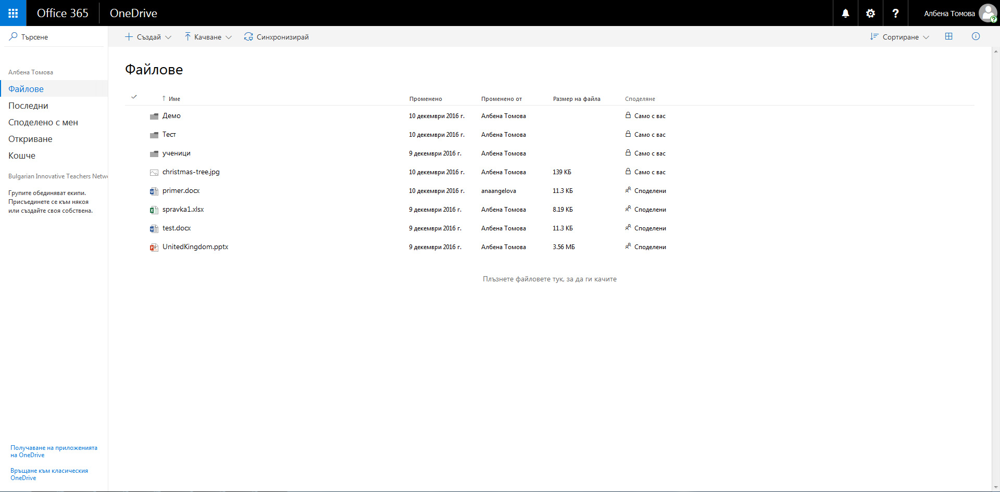 Office 365
OneDrive
?
Албена Томова
Търсене
Създай
Качване
Синхронизирай
Сортиране
Албена Томова
Файлове
Последни
Споделено с мен
Откриване
Кошче
Bulgarian Innovative Teachers Netw
Групите обединяват екипи.
Присъединете се към някоя
или създайте своя собствена.
Получаване на приложенията
на OneDrive
Връщане към класическия
OneDrive
Файлове
Име Променено Променено от Размер на файла Споделяне
Демо 10 декември 2016 г. Албена Томова Само с вас
Тест 10 декември 2016 г. Албена Томова Само с вас
ученици 9 декември 2016 г. Албена Томова Само с вас
christmas-tree.jpg 10 декември 2016 г. Албена Томова 139 КБ Само с вас
primer.docx 10 декември 2016 г. anaangelova 11.3 КБ Споделени
spravka1.xlsx 9 декември 2016 г. Албена Томова 8.19 КБ Споделени
test.docx 9 декември 2016 г. Албена Томова 11.3 КБ Споделени
UnitedKingdom.pptx 9 декември 2016 г. Албена Томова 3.56 МБ Споделени
Плъзнете файловете тук, за да ги качите